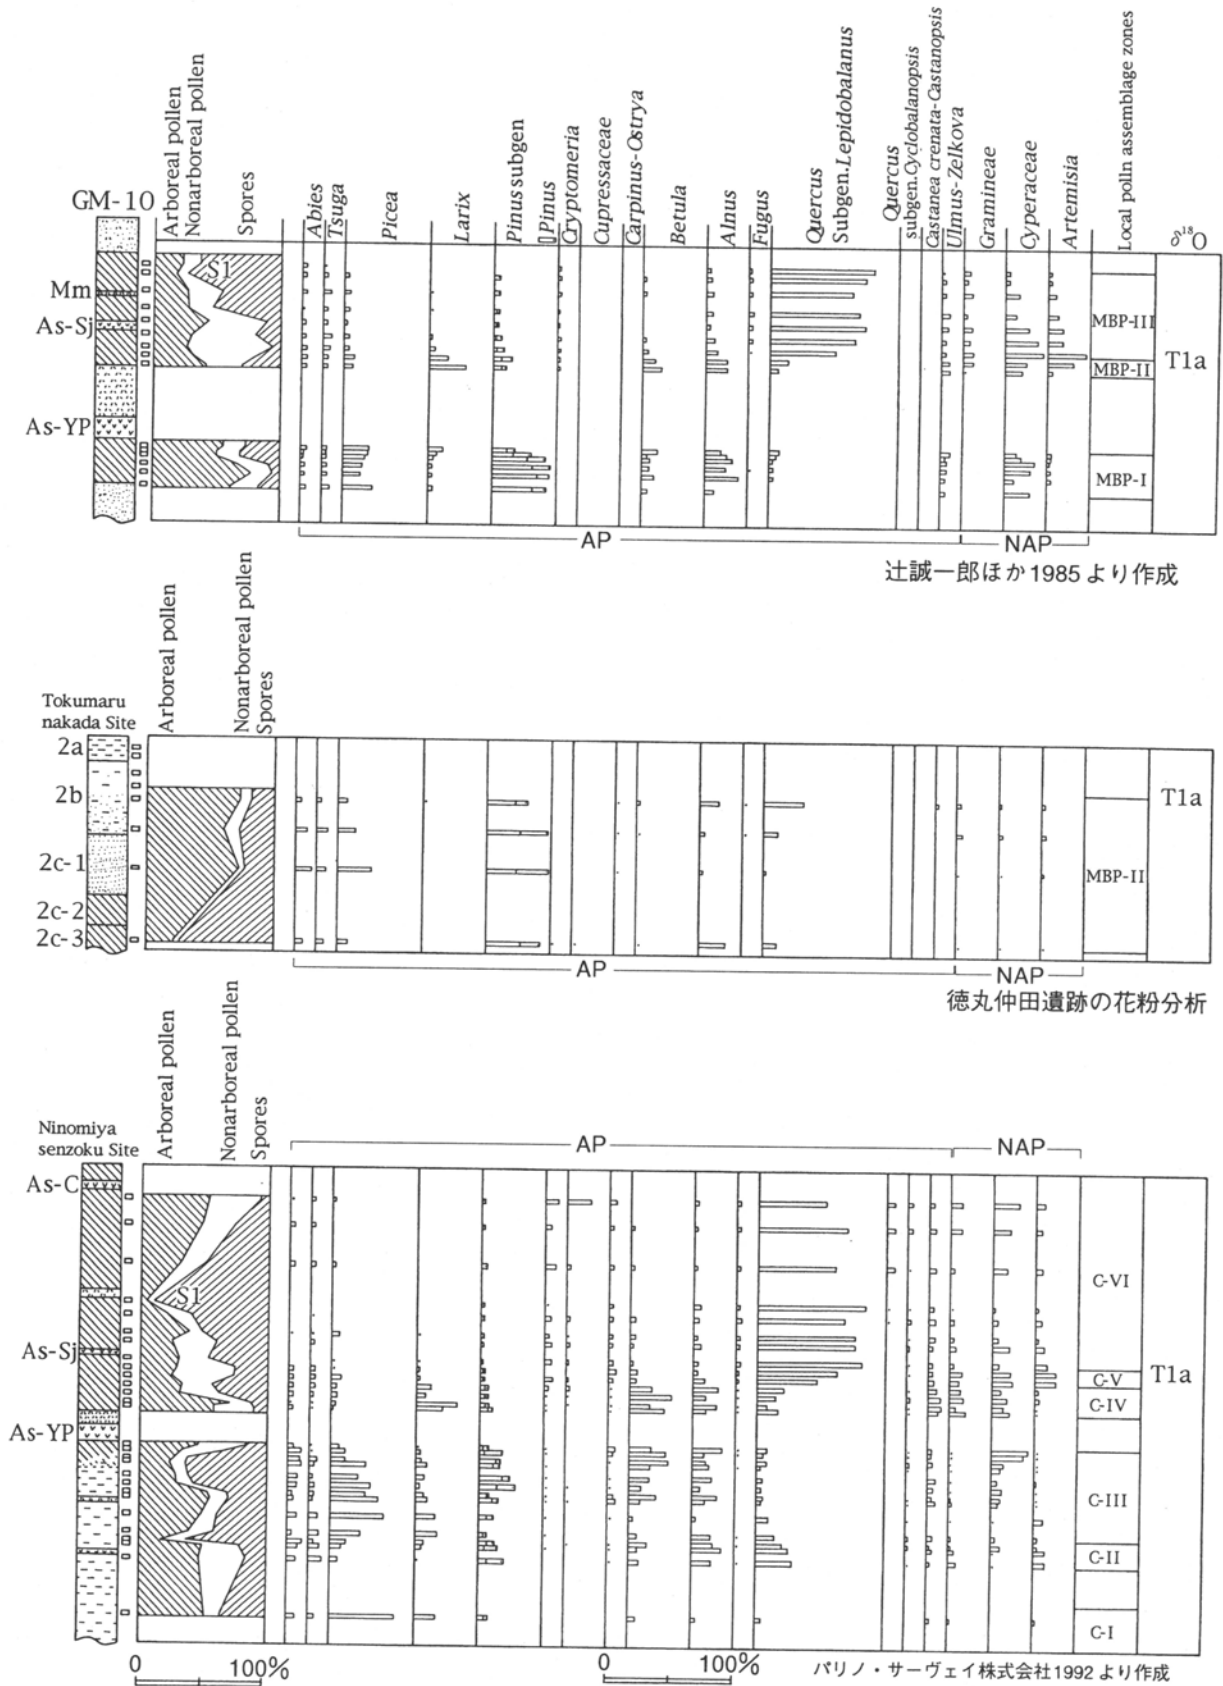 GM-10
Arboreal pollen
Nonarboreal pollen
Spores
Abies
Tsuga
Picea
Larix
Pinus subgen
Pinus
Cryptomeria
Cupressaceae
Carpinus-Ostrya
Betula
Alnus
Fugus
Quercus
Subgen.Lepidobalanus
Quercus
subgen.Cyclobalanopsis
Castanea crenata-Castanopsis
Ulmus-Zelkova
Gramineae
Cyperaceae
Artemisia
Local polln assemblage zones
δ18O
S1
Mm
As-Sj
As-YP
MBP-III
MBP-II
MBP-I
T1a
AP
NAP
辻誠一郎ほか1985より作成
Tokumaru
nakada Site
Arboreal pollen
Nonarboreal pollen
Spores
2a
2b
2c-1
2c-2
2c-3
MBP-II
T1a
AP
NAP
徳丸仲田遺跡の花粉分析
Ninomiya
senzoku Site
Arboreal pollen
Nonarboreal pollen
Spores
AP
NAP
As-C
S1
As-Sj
As-YP
C-VI
C-V
C-IV
C-III
C-II
C-I
T1a
0 100%
0 100%
パリノ・サーヴェイ株式会社1992より作成